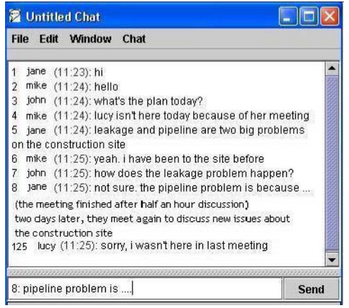 Untitled Chat
File Edit Window Chat
1 jane (11:23): hi
2 mike (11:24): hello
3 john (11:24): what's the plan today?
4 mike (11:24): lucy isn't here today because of her meeting
5 jane (11:24): leakage and pipeline are two big problems
on the construction site
6 mike (11:25): yeah. i have been to the site before
7 john (11:25): how does the leakage problem happen?
8 jane (11:25): not sure. the pipeline problem is because ...
(the meeting finished after half an hour discussion)
two days later, they meet again to discuss new issues about
the construction site
125 lucy (11:25): sorry, i wasn't here in last meeting
8: pipeline problem is .... Send